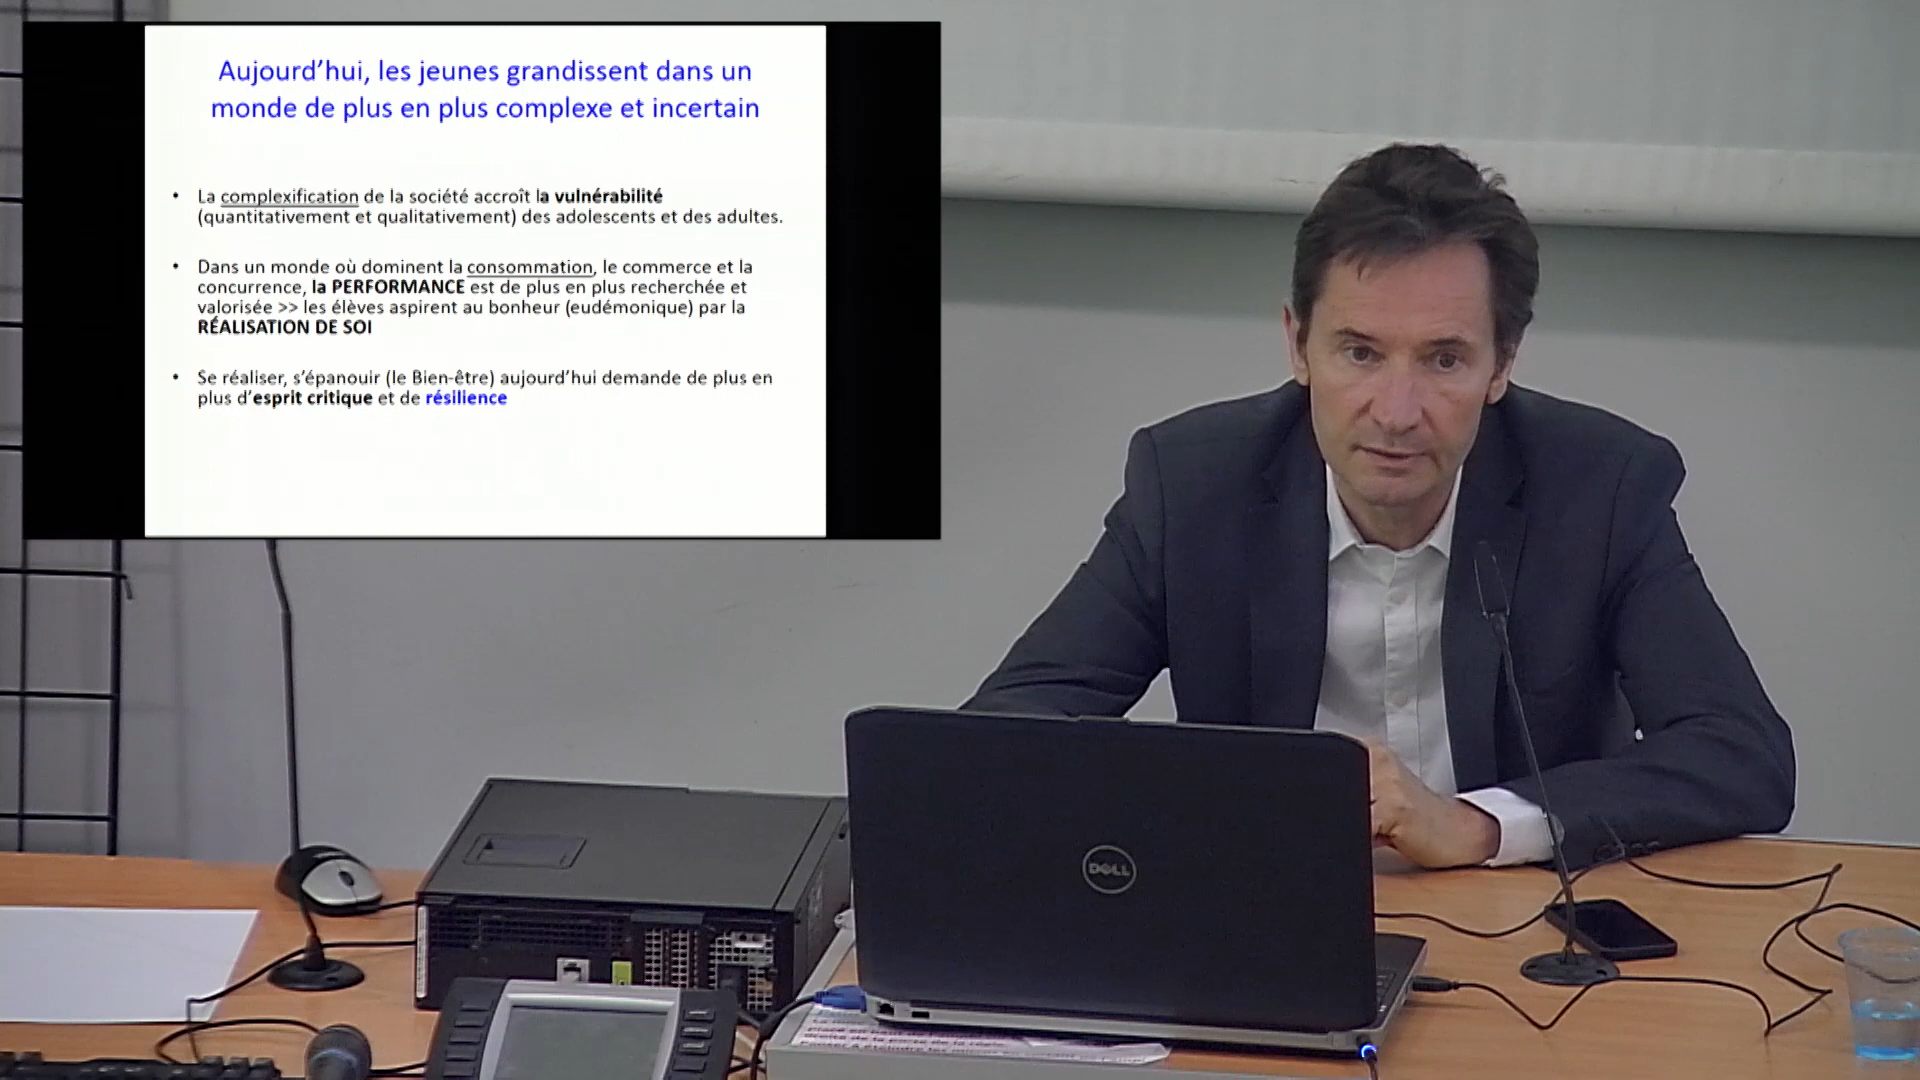 Aujourd’hui, les jeunes grandissent dans un
monde de plus en plus complexe et incertain
• La complexification de la société accroît la vulnérabilité
(quantitativement et qualitativement) des adolescents et des adultes.
• Dans un monde où dominent la consommation, le commerce et la
concurrence, la PERFORMANCE est de plus en plus recherchée et
valorisée >> les élèves aspirent au bonheur (eudémonique) par la
RÉALISATION DE SOI
• Se réaliser, s’épanouir (le Bien-être) aujourd’hui demande de plus en
plus d’esprit critique et de résilience
DELL